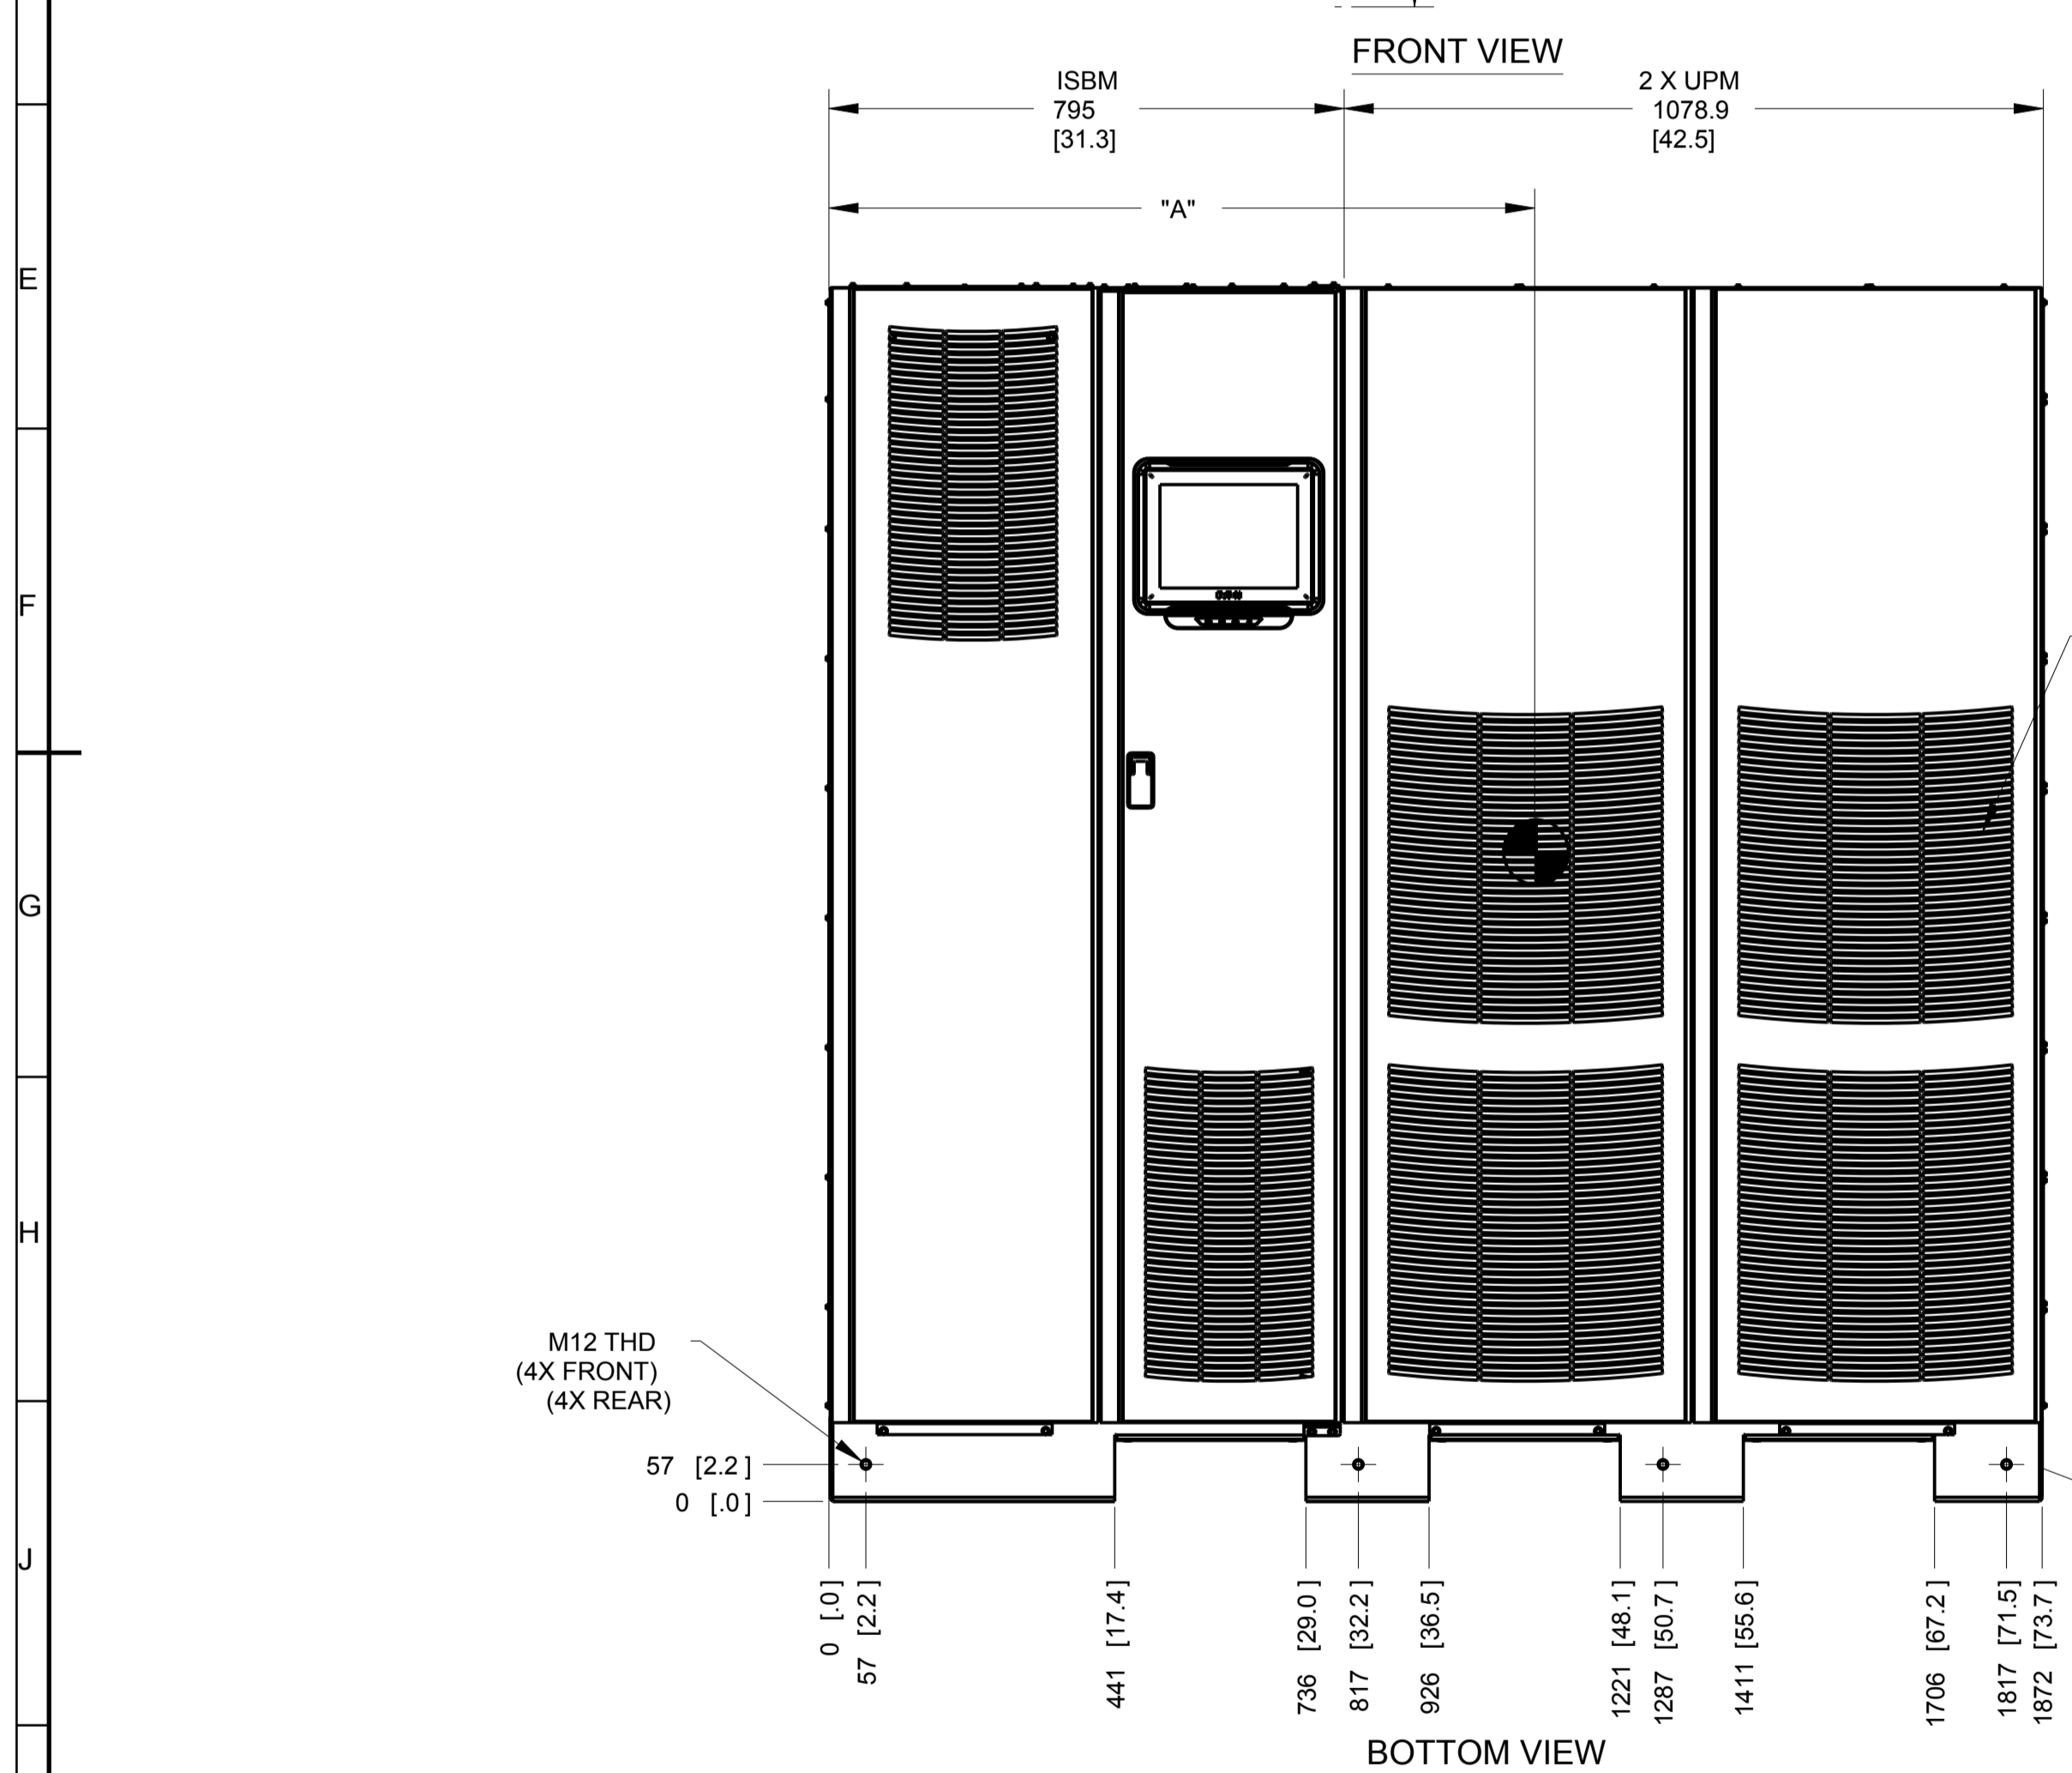 FRONT VIEW
ISBM
795
[31.3]
2 X UPM
1078.9
[42.5]
"A"
E
F
G
H
J
M12 THD
(4X FRONT)
(4X REAR)
57 [2.2 ]
0 [.0 ]
0 [.0 ]
57 [2.2 ]
441 [17.4 ]
736 [29.0 ]
817 [32.2 ]
926 [36.5 ]
1221 [48.1 ]
1287 [50.7 ]
1411 [55.6 ]
1706 [67.2 ]
1817 [71.5]
1872 [73.7 ]
BOTTOM VIEW